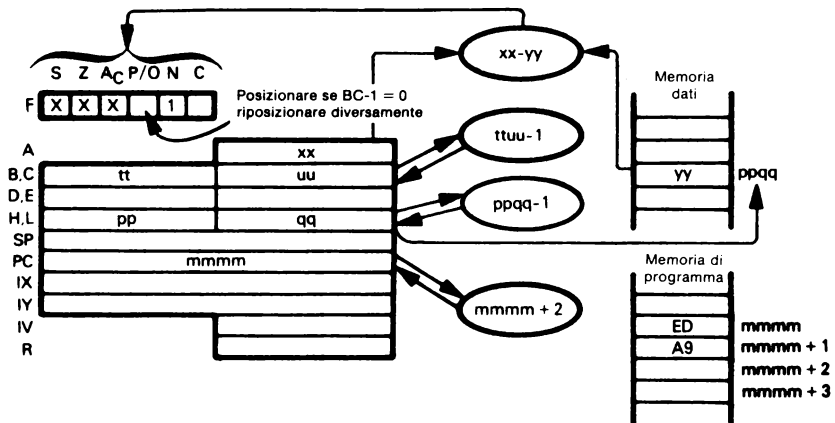 S Z AC P/O N C
F X X X 1
Posizionare se BC-1 = 0
riposizionare diversamente
xx-yy
Memoria
dati
A xx
ttuu-1
B,C tt uu
yy ppqq
D,E
ppqq-1
H,L pp qq
SP
PC mmmm
Memoria di
programma
IX
IY
mmmm + 2
IV
R
ED mmmm
A9 mmmm + 1
mmmm + 2
mmmm + 3